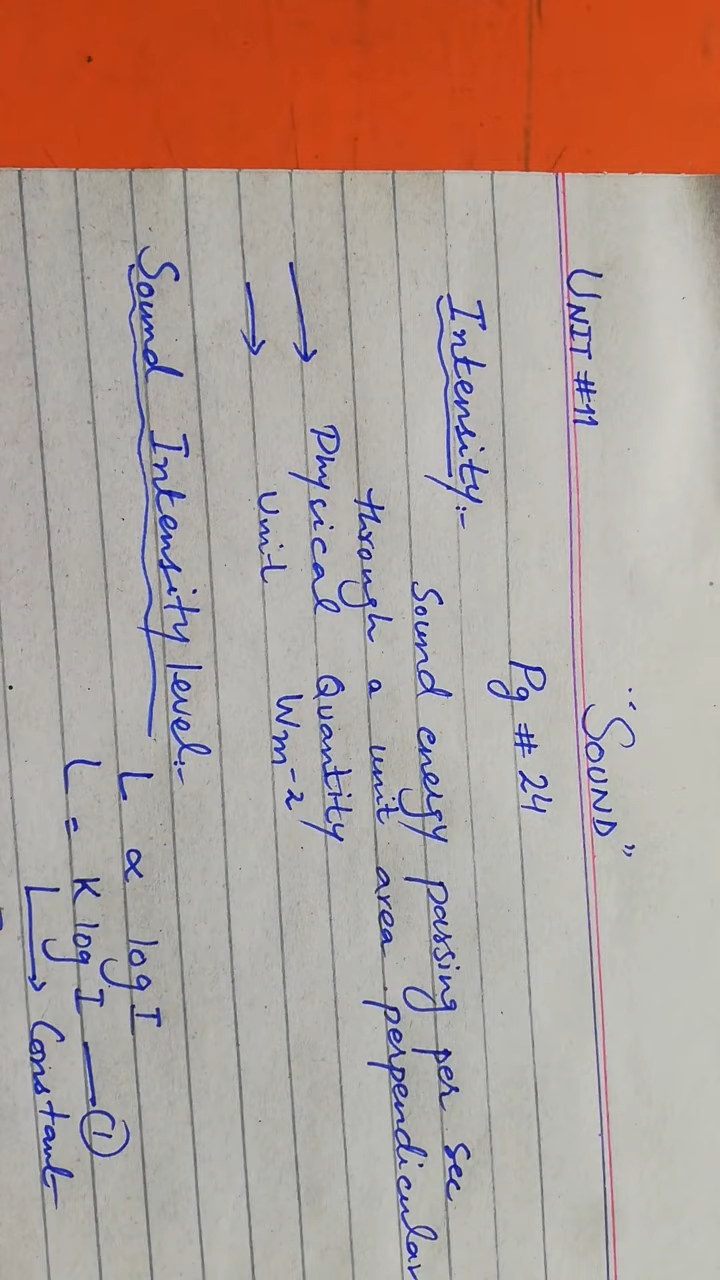 "SOUND"
UNIT #11
Pg # 24
Intensity:-
Sound energy passing per sec
through a unit area perpendicular
→ Physical Quantity
→ Unit Wm-2
Sound Intensity level:-
L α log I
L = K log I — ①
→ Constant